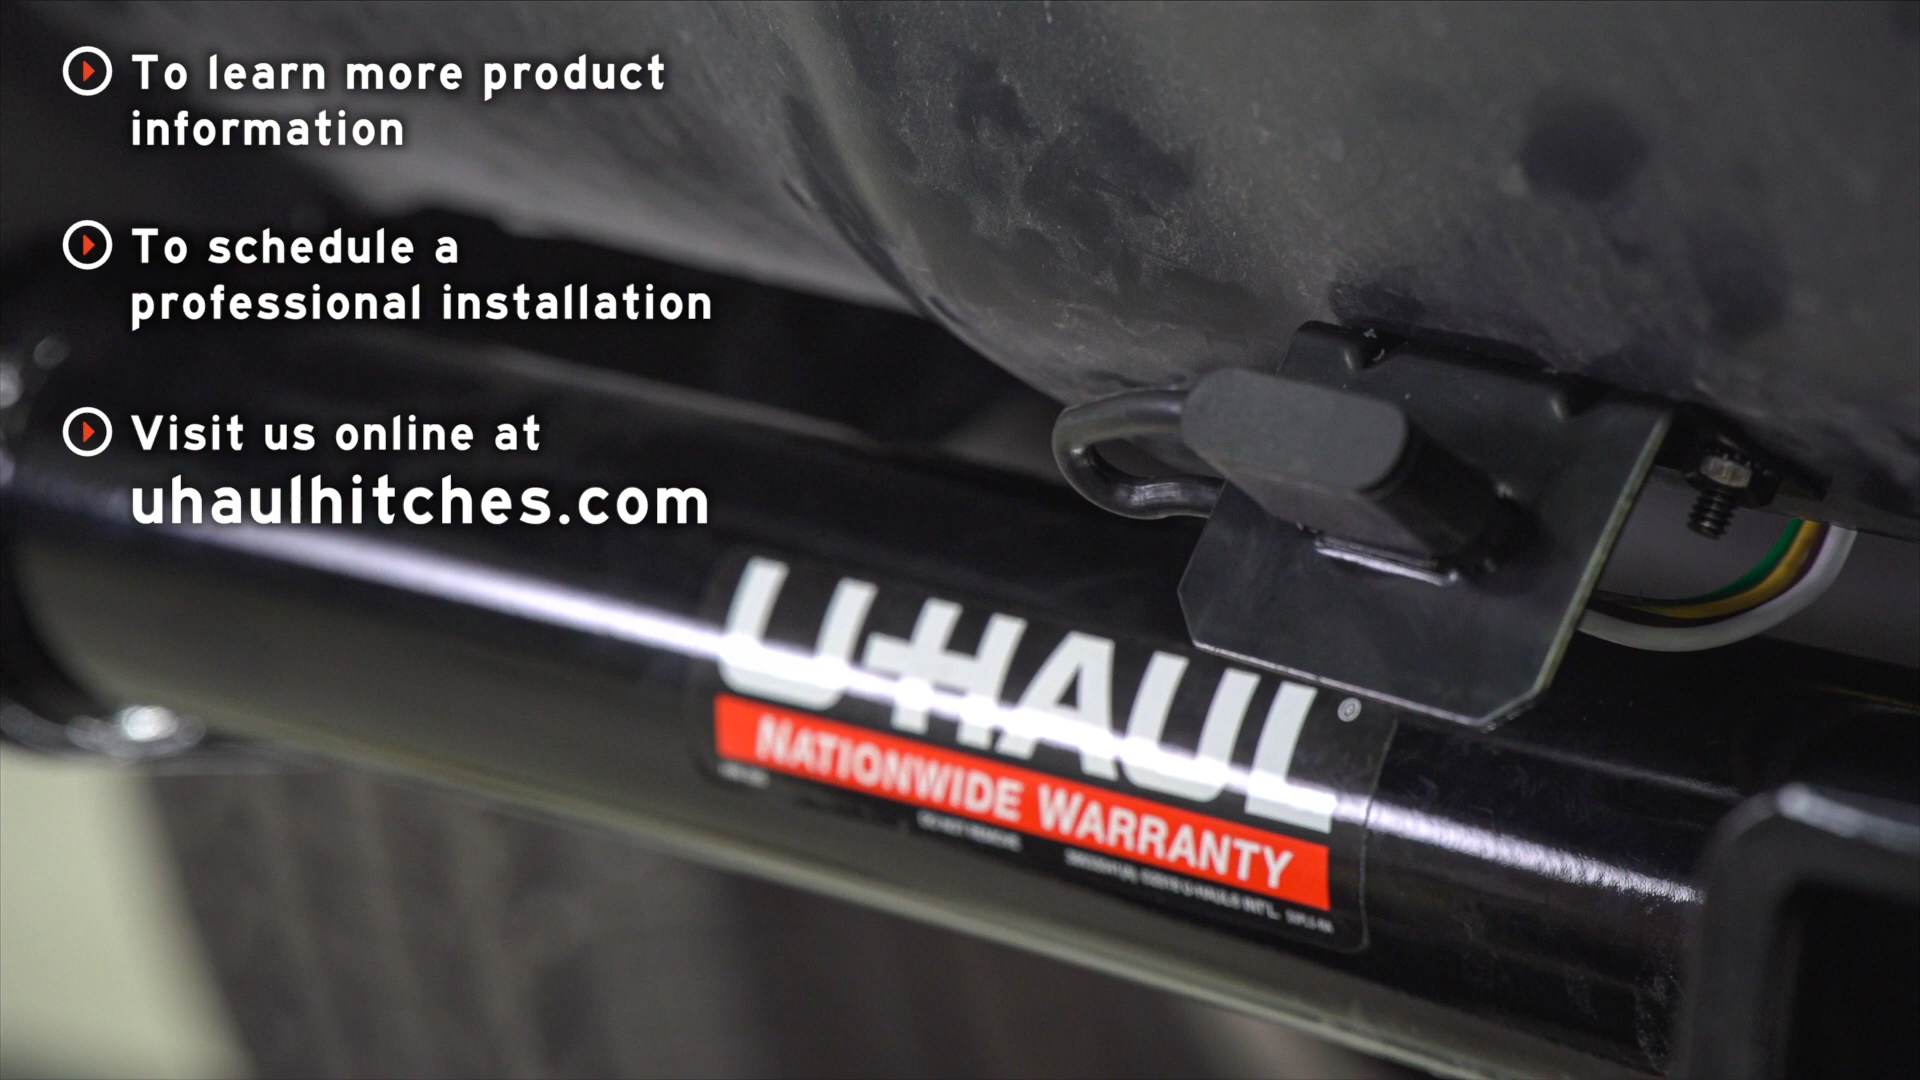 To learn more product
information
To schedule a
professional installation
Visit us online at
uhaulhitches.com
U-HAUL®
NATIONWIDE WARRANTY